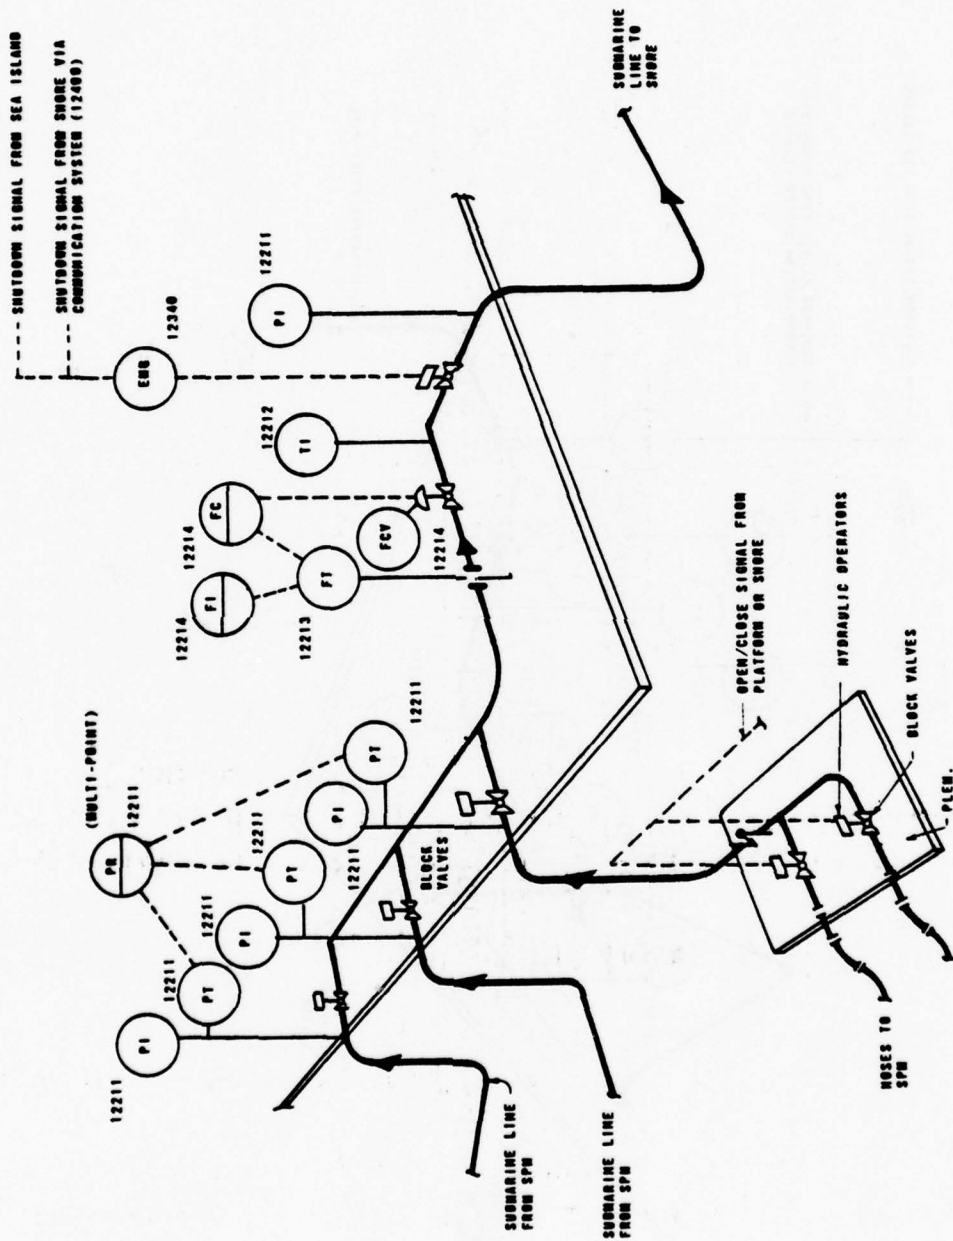 SHUTDOWN SIGNAL FROM SEA ISLAND
SHUTDOWN SIGNAL FROM SHORE VIA
COMMUNICATION SYSTEM (12400)
EMG
12340
PI
12211
TI
12212
FC
12214
FI
12214
FT
12213
FCV
12214
(MULTI-POINT)
PR
12211
PT
12211
PI
12211
PT
12211
PI
12211
PT
12211
PI
12211
BLOCK
VALVES
SUBMARINE
LINE TO
SHORE
OPEN/CLOSE SIGNAL FROM
PLATFORM OR SHORE
HYDRAULIC OPERATORS
BLOCK VALVES
PLEM.
HOSES TO
SPM
SUBMARINE LINE
FROM SPM
SUBMARINE LINE
FROM SPM